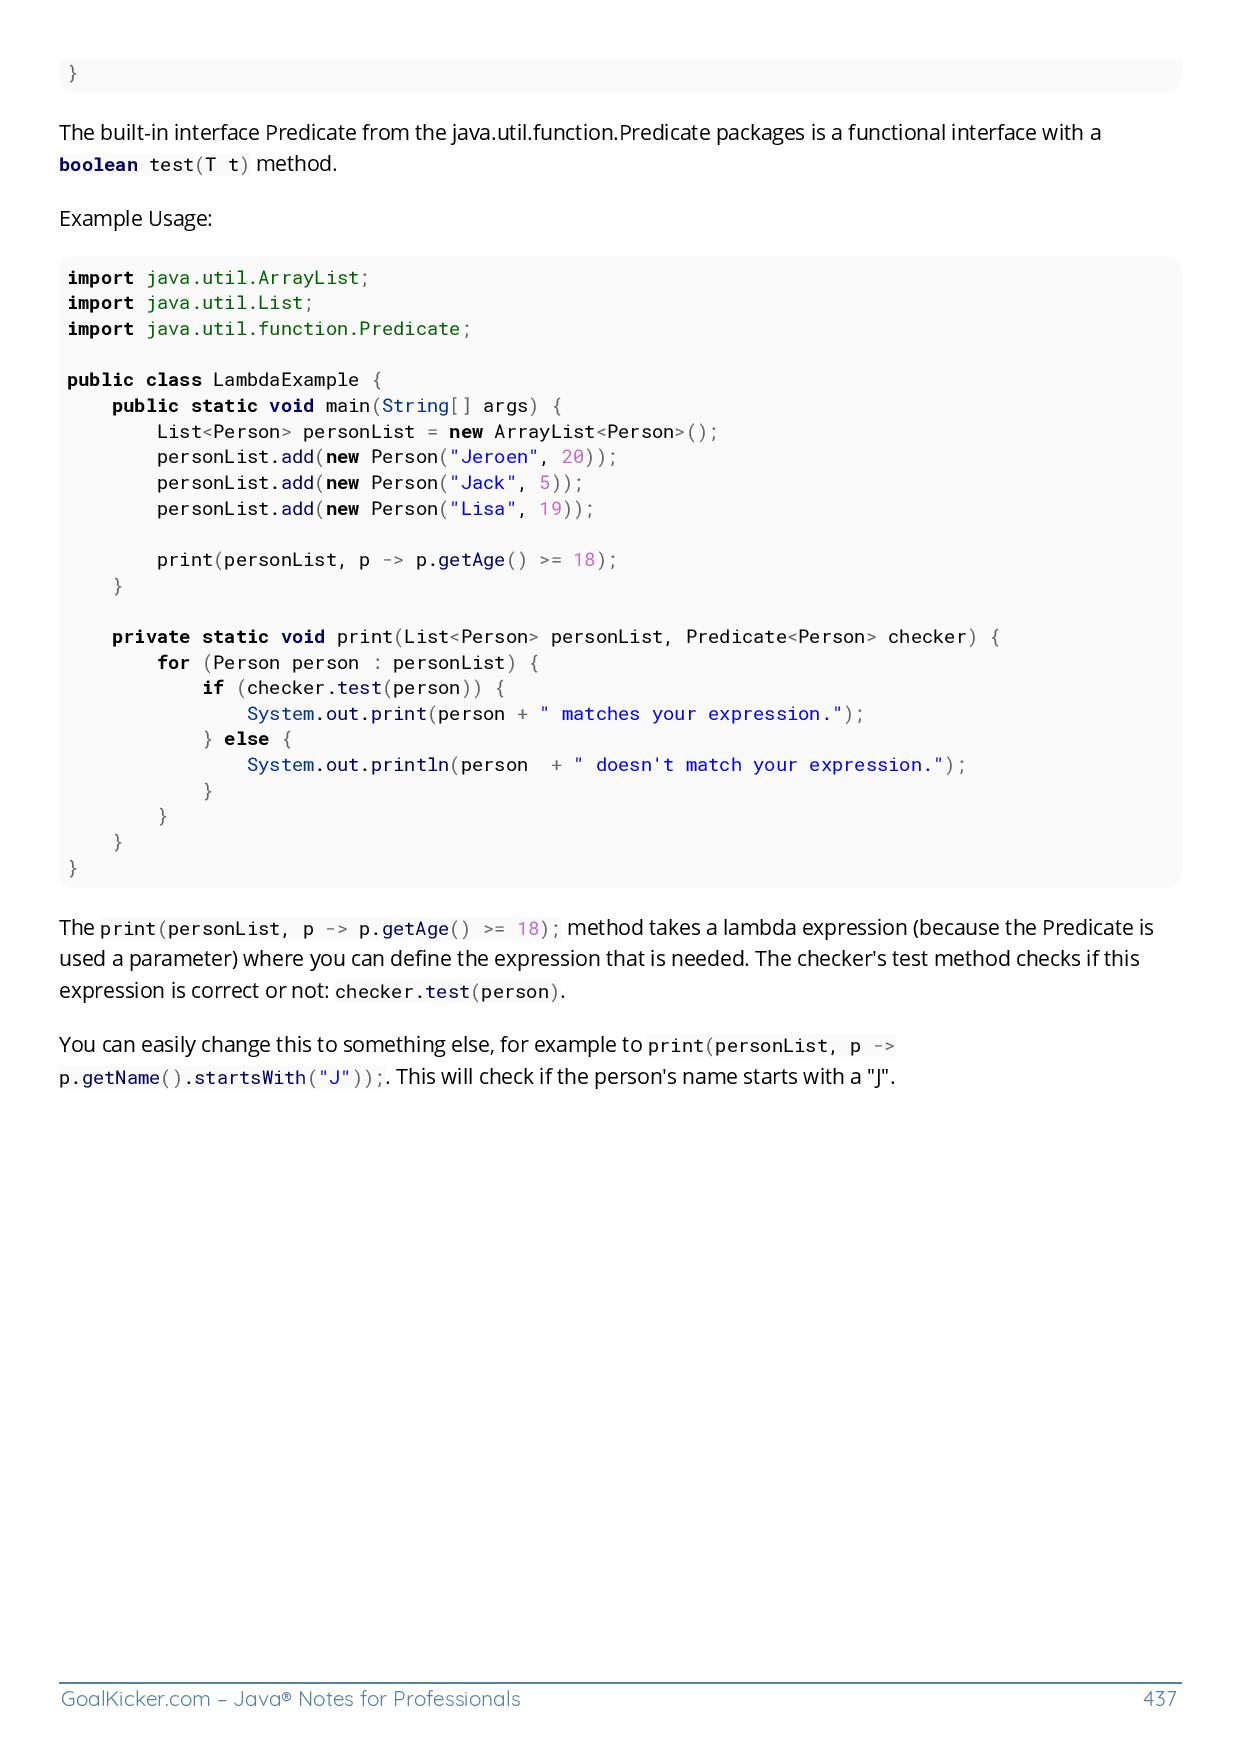 }
The built-in interface Predicate from the java.util.function.Predicate packages is a functional interface with a
boolean test(T t) method.
Example Usage:
import java.util.ArrayList;
import java.util.List;
import java.util.function.Predicate;

public class LambdaExample {
    public static void main(String[] args) {
        List<Person> personList = new ArrayList<Person>();
        personList.add(new Person("Jeroen", 20));
        personList.add(new Person("Jack", 5));
        personList.add(new Person("Lisa", 19));

        print(personList, p -> p.getAge() >= 18);
    }

    private static void print(List<Person> personList, Predicate<Person> checker) {
        for (Person person : personList) {
            if (checker.test(person)) {
                System.out.print(person + " matches your expression.");
            } else {
                System.out.println(person  + " doesn't match your expression.");
            }
        }
    }
}
The print(personList, p -> p.getAge() >= 18); method takes a lambda expression (because the Predicate is
used a parameter) where you can define the expression that is needed. The checker's test method checks if this
expression is correct or not: checker.test(person).
You can easily change this to something else, for example to print(personList, p ->
p.getName().startsWith("J"));. This will check if the person's name starts with a "J".
GoalKicker.com – Java® Notes for Professionals 437